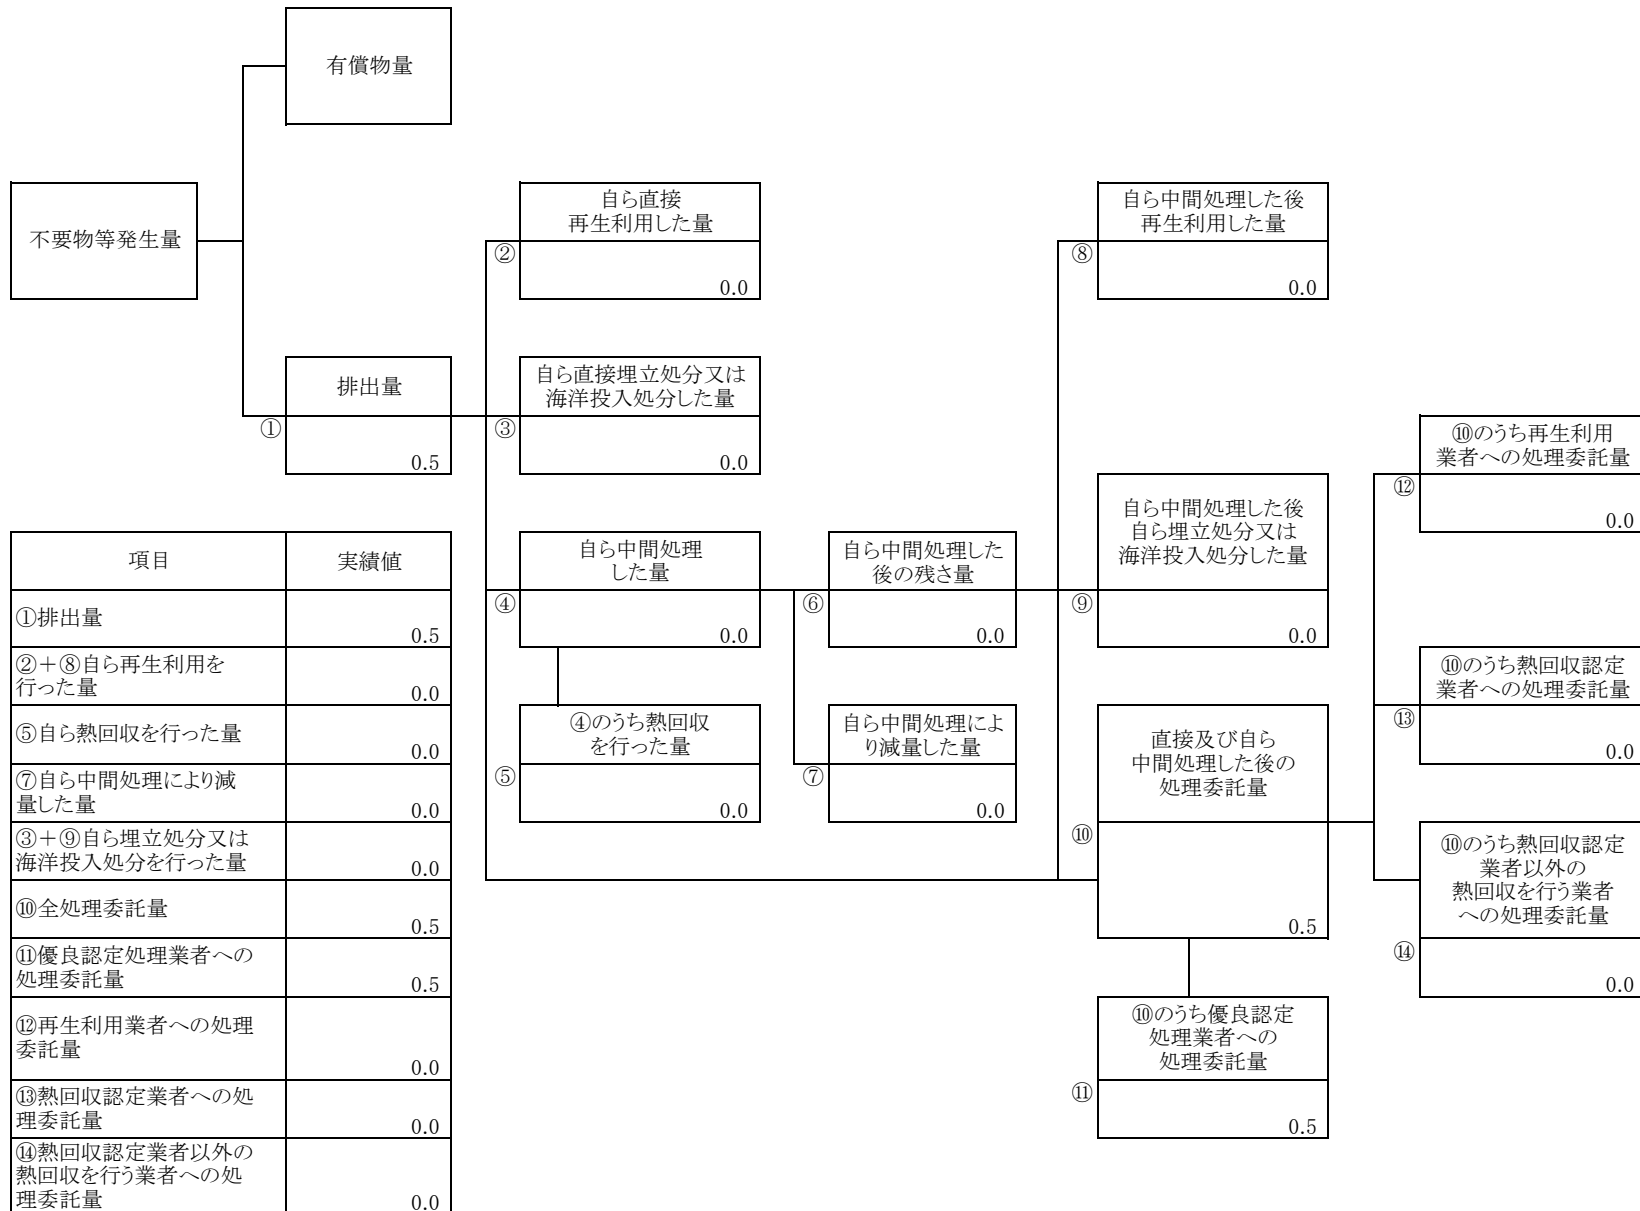 有償物量
不要物等発生量
自ら直接
再生利用した量
②
0.0
自ら中間処理した後
再生利用した量
⑧
0.0
排出量
①
0.5
自ら直接埋立処分又は
海洋投入処分した量
③
0.0
⑩のうち再生利用
業者への処理委託量
⑫
0.0
自ら中間処理
した量
④
0.0
自ら中間処理した
後の残さ量
⑥
0.0
自ら中間処理した後
自ら埋立処分又は
海洋投入処分した量
⑨
0.0
⑩のうち熱回収認定
業者への処理委託量
⑬
0.0
④のうち熱回収
を行った量
⑤
0.0
自ら中間処理によ
り減量した量
⑦
0.0
直接及び自ら
中間処理した後の
処理委託量
⑩
0.5
⑩のうち熱回収認定
業者以外の
熱回収を行う業者
への処理委託量
⑭
0.0
⑩のうち優良認定
処理業者への
処理委託量
⑪
0.5
項目 実績値
①排出量
0.5
②＋⑧自ら再生利用を
行った量
0.0
⑤自ら熱回収を行った量
0.0
⑦自ら中間処理により減
量した量
0.0
③＋⑨自ら埋立処分又は
海洋投入処分を行った量
0.0
⑩全処理委託量
0.5
⑪優良認定処理業者への
処理委託量
0.5
⑫再生利用業者への処理
委託量
0.0
⑬熱回収認定業者への処
理委託量
0.0
⑭熱回収認定業者以外の
熱回収を行う業者への処
理委託量
0.0